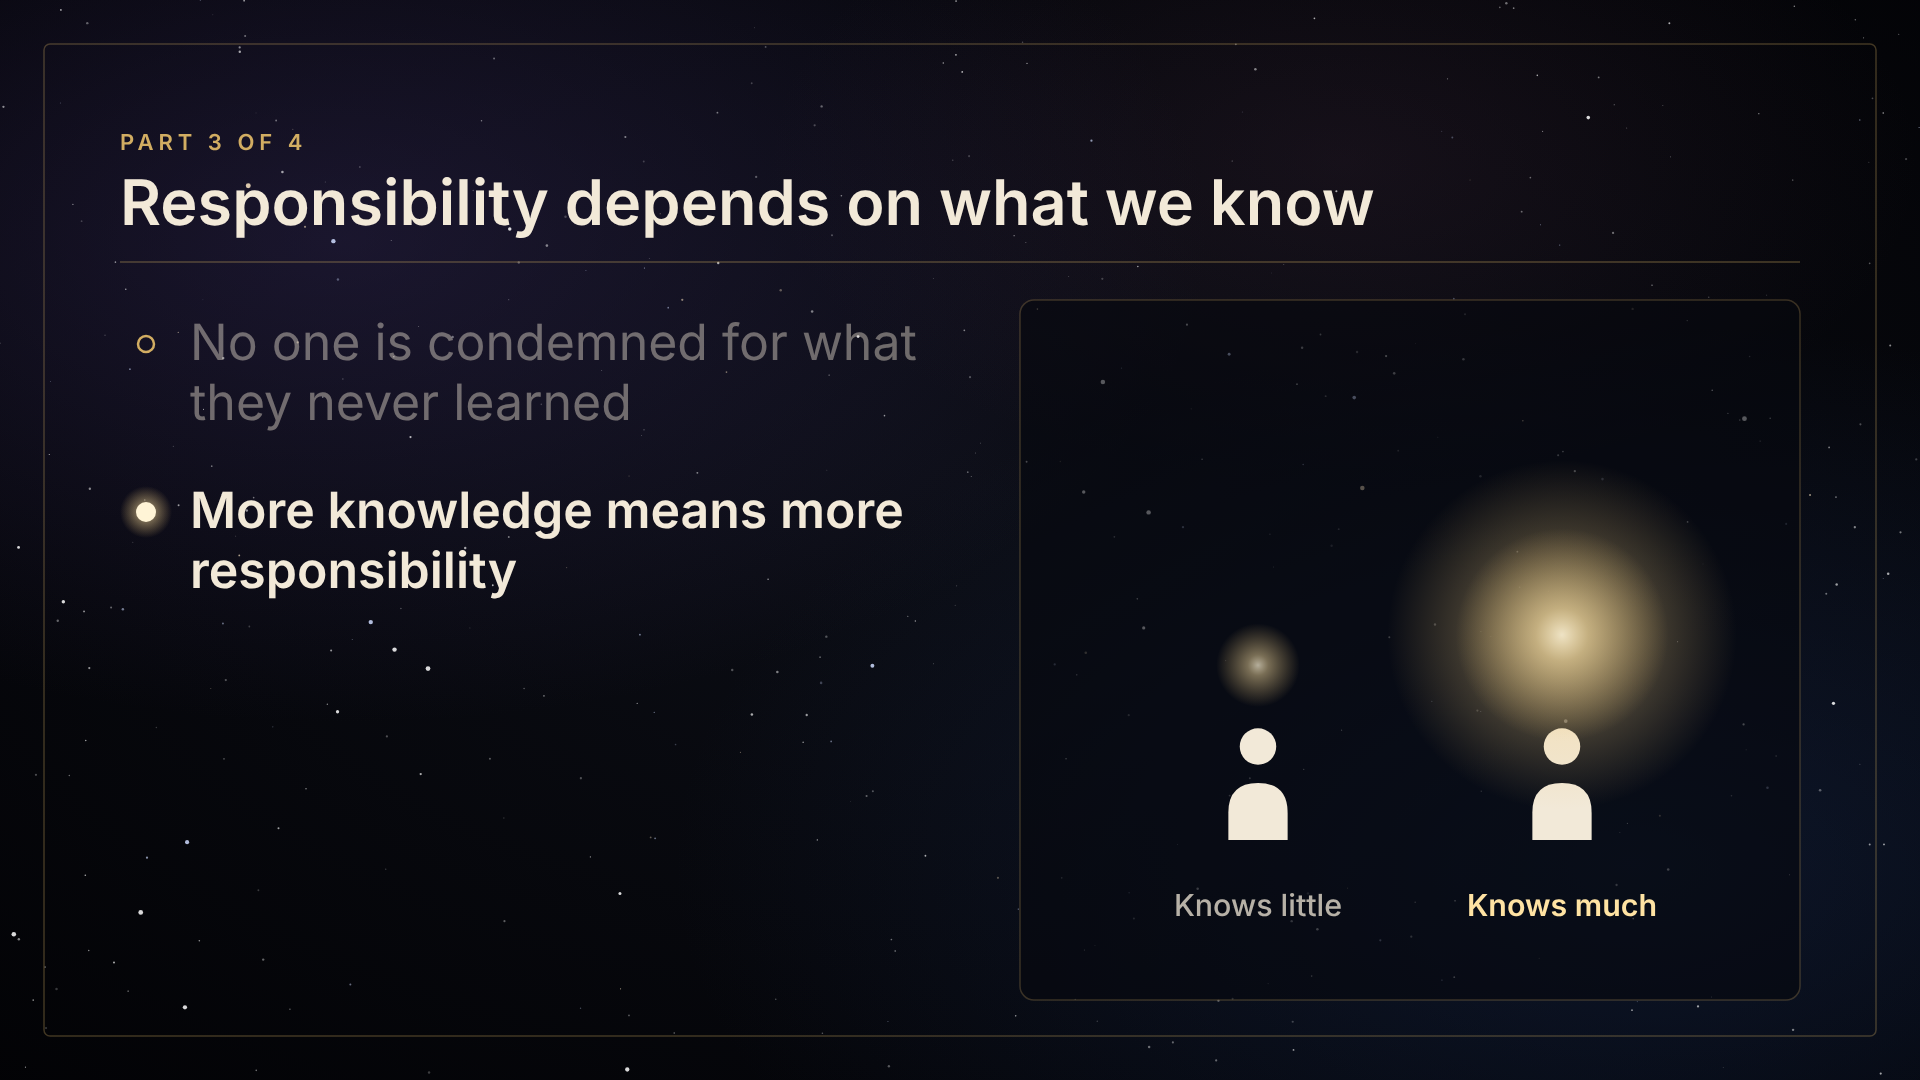 PART 3 OF 4
Responsibility depends on what we know
No one is condemned for what
they never learned
More knowledge means more
responsibility
Knows little
Knows much